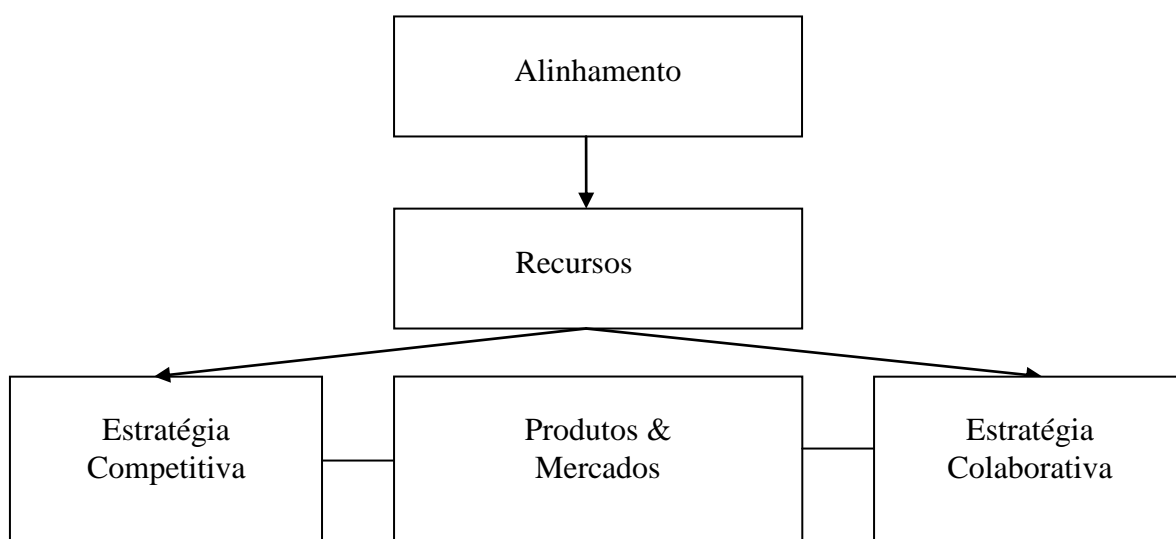 Alinhamento
Recursos
Estratégia
Competitiva
Produtos &
Mercados
Estratégia
Colaborativa